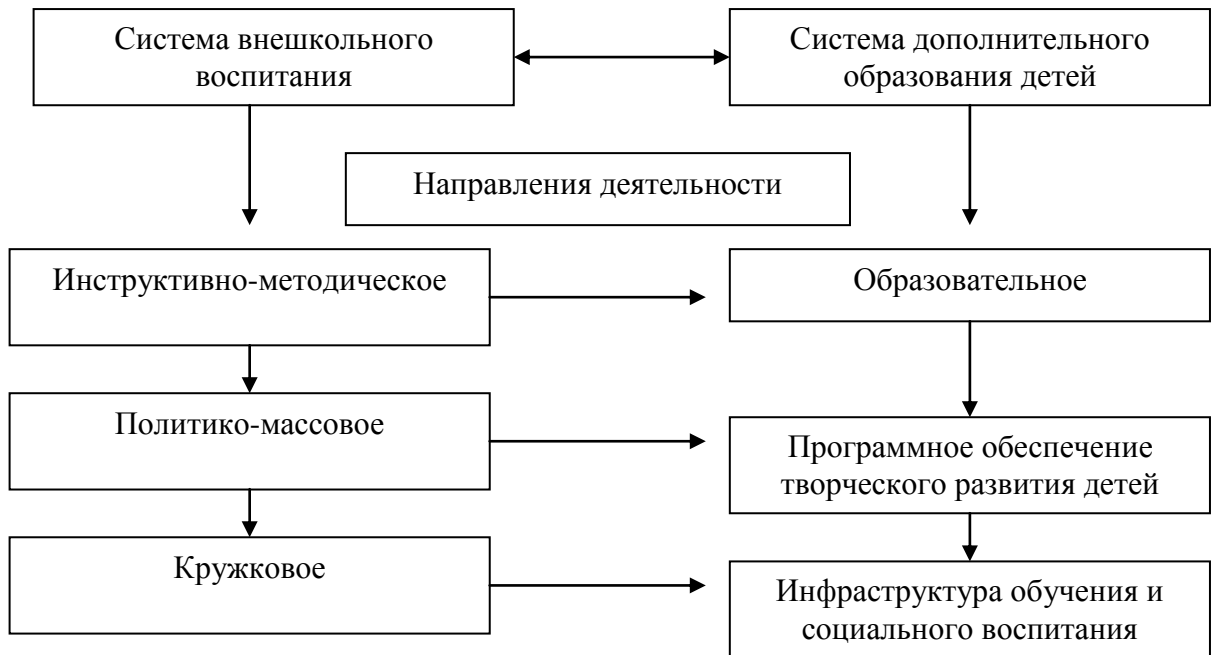 Система внешкольного
воспитания
Система дополнительного
образования детей
Направления деятельности
Инструктивно-методическое
Образовательное
Политико-массовое
Программное обеспечение
творческого развития детей
Кружковое
Инфраструктура обучения и
социального воспитания